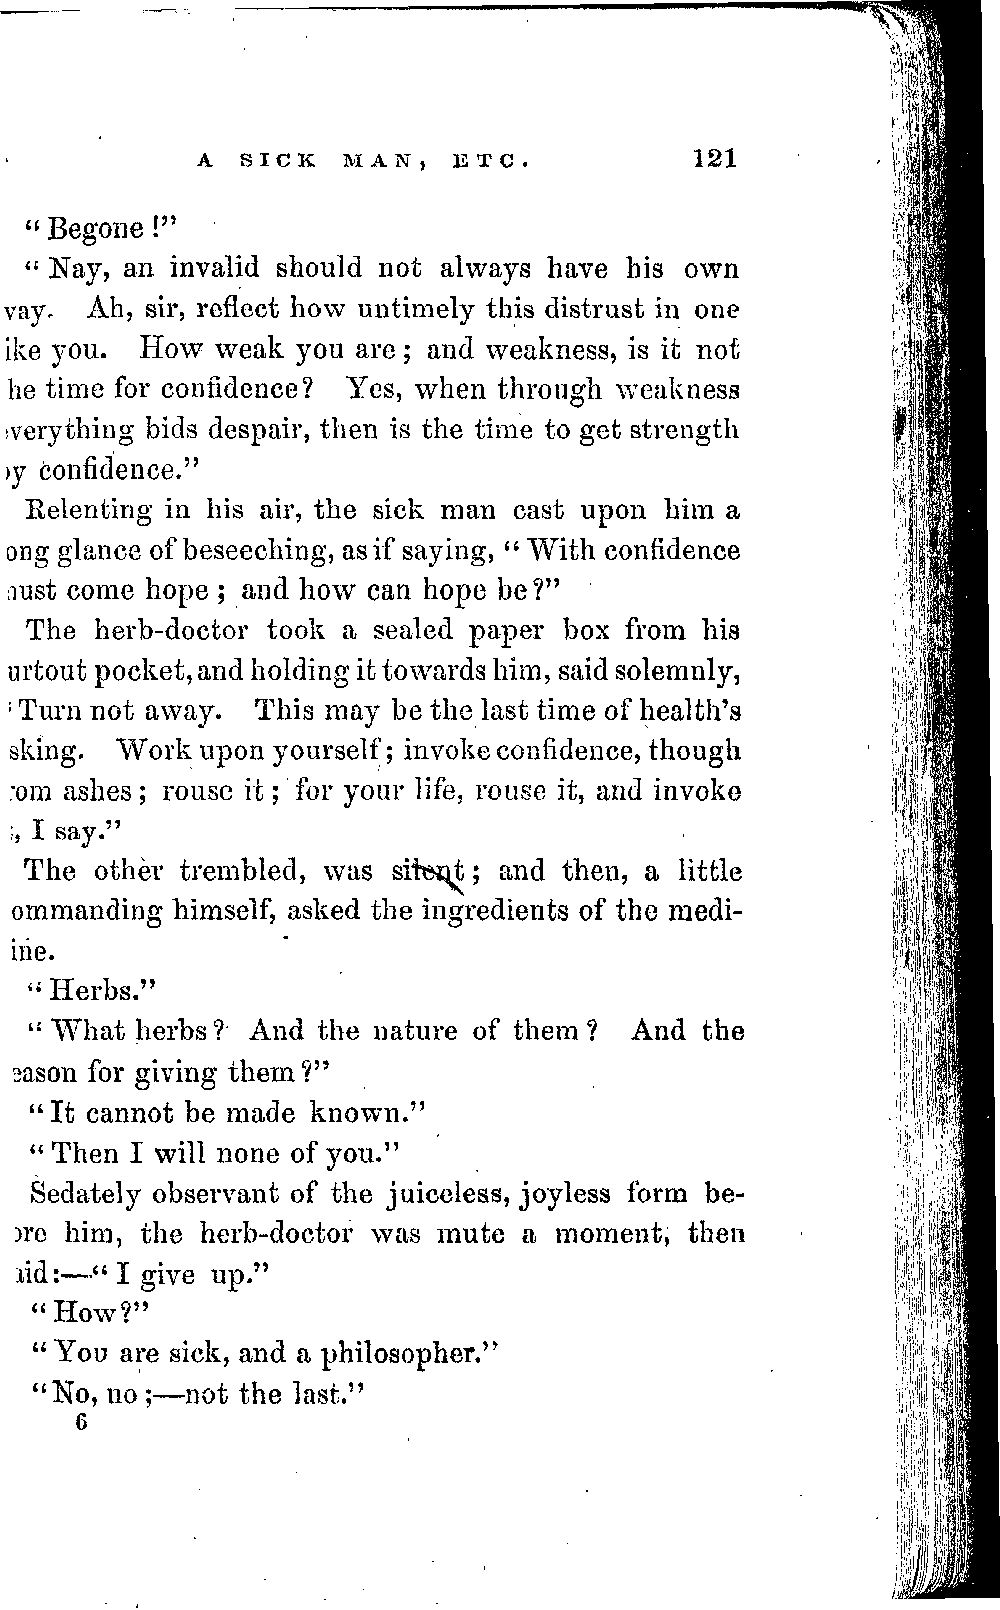 A SICK MAN, ETC. 121
“Begone!”
“Nay, an invalid should not always have his own
vay. Ah, sir, reflect how untimely this distrust in one
ike you. How weak you are; and weakness, is it not
he time for confidence? Yes, when through weakness
verything bids despair, then is the time to get strength
y confidence.”
Relenting in his air, the sick man cast upon him a
ong glance of beseeching, as if saying, “With confidence
ust come hope; and how can hope be?”
The herb-doctor took a sealed paper box from his
urtout pocket, and holding it towards him, said solemnly,
‘Turn not away. This may be the last time of health’s
sking. Work upon yourself; invoke confidence, though
om ashes; rouse it; for your life, rouse it, and invoke
, I say.”
The other trembled, was silent; and then, a little
ommanding himself, asked the ingredients of the medi-
ine.
“Herbs.”
“What herbs? And the nature of them? And the
eason for giving them?”
“It cannot be made known.”
“Then I will none of you.”
Sedately observant of the juiceless, joyless form be-
ore him, the herb-doctor was mute a moment, then
aid:—“I give up.”
“How?”
“You are sick, and a philosopher.”
“No, no;—not the last.”
6